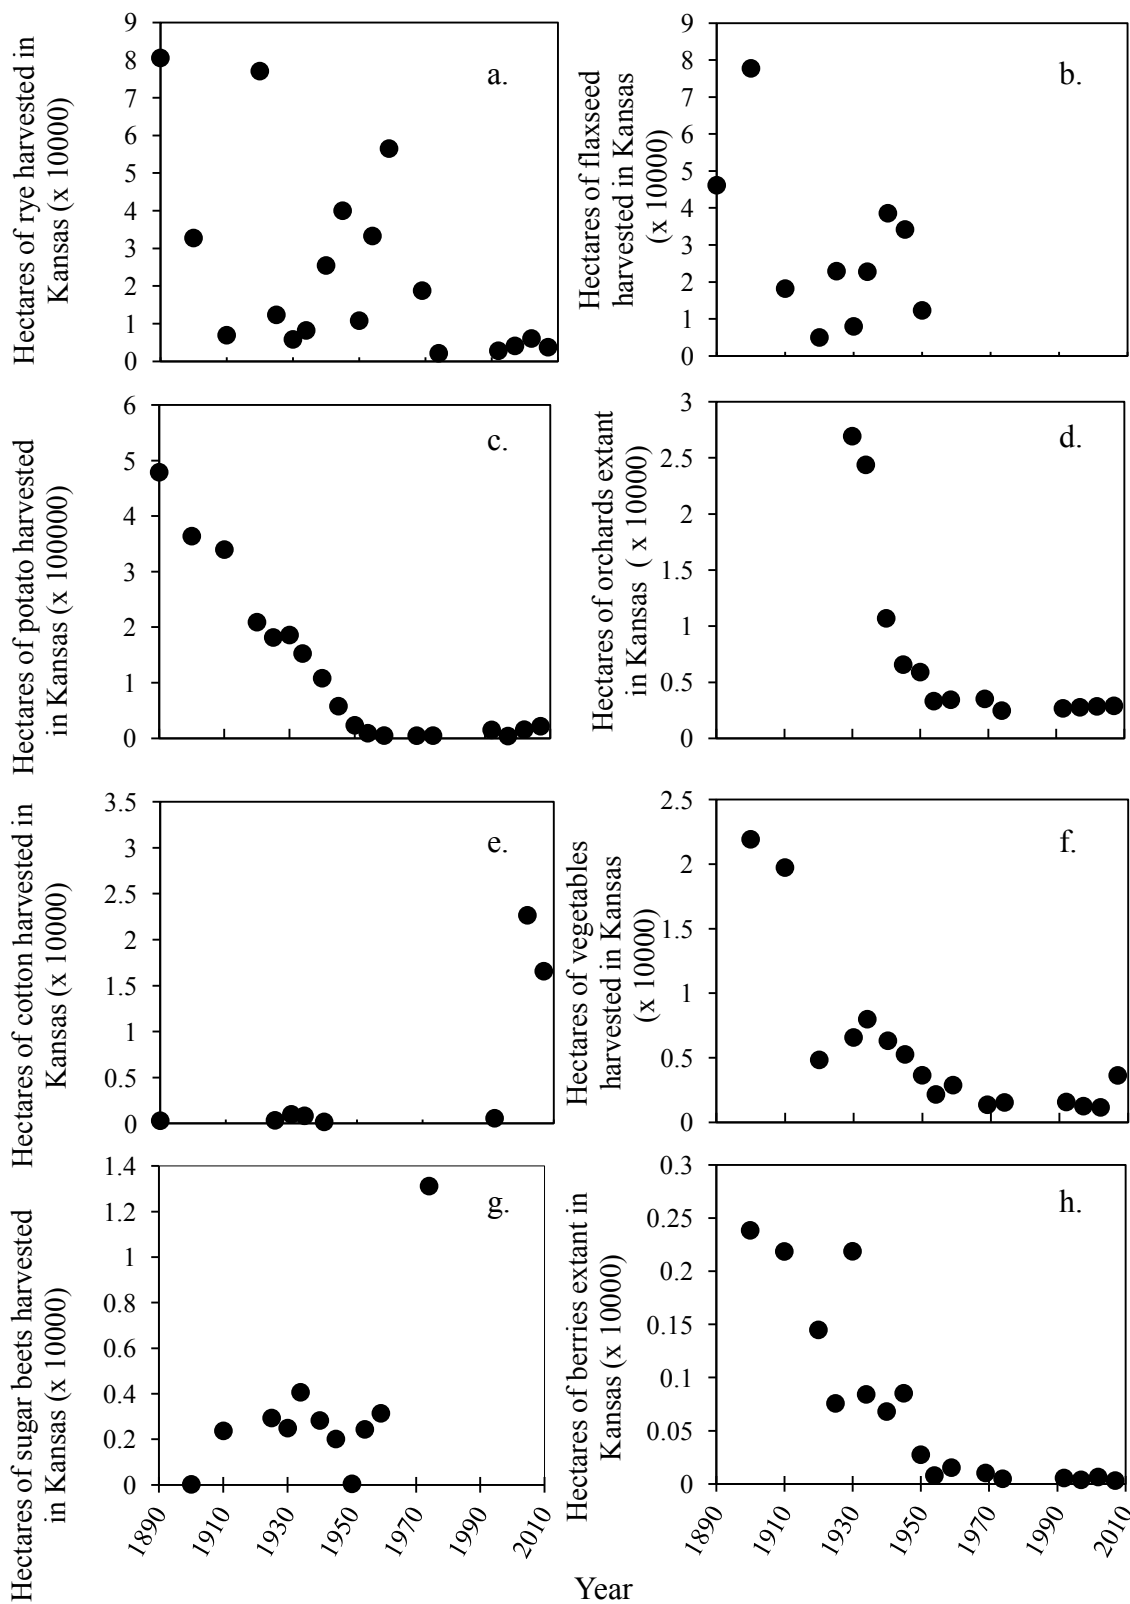 Hectares of rye harvested in
Kansas (x 10000)
9
8
7
6
5
4
3
2
1
0
a.
Hectares of flaxseed
harvested in Kansas
(x 10000)
9
8
7
6
5
4
3
2
1
0
b.
Hectares of potato harvested
in Kansas (x 100000)
6
5
4
3
2
1
0
c.
Hectares of orchards extant
in Kansas ( x 10000)
3
2.5
2
1.5
1
0.5
0
d.
Hectares of cotton harvested in
Kansas (x 10000)
3.5
3
2.5
2
1.5
1
0.5
0
e.
Hectares of vegetables
harvested in Kansas
(x 10000)
2.5
2
1.5
1
0.5
0
f.
Hectares of sugar beets harvested
in Kansas (x 10000)
1.4
1.2
1
0.8
0.6
0.4
0.2
0
g.
1890
1910
1930
1950
1970
1990
2010
Hectares of berries extant in
Kansas (x 10000)
0.3
0.25
0.2
0.15
0.1
0.05
0
h.
1890
1910
1930
1950
1970
1990
2010
Year